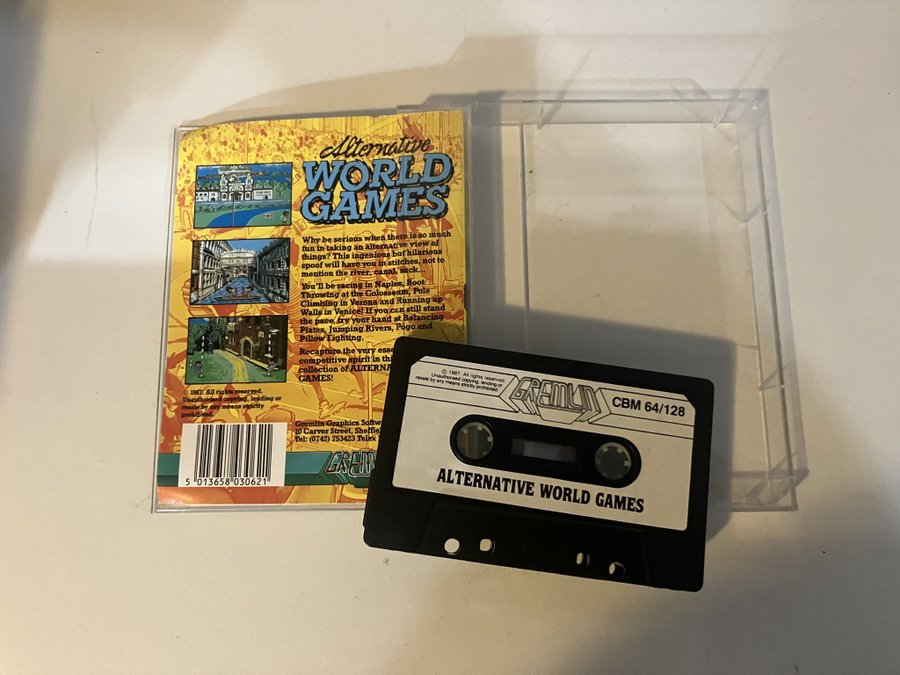 Alternative
WORLD
GAMES
Why be serious when there is so much
fun in taking an alternative view of
things? This ingenious but hilarious
spoof will have you in stitches, not to
mention the river, canal, sack...
You'll be racing in Naples, Boot
Throwing at the Colosseum, Pole
Climbing in Verona and Running up
Walls in Venice! If you can still stand
the pace, try your hand at Balancing
Plates, Jumping Rivers, Pogo and
Pillow Fighting.
Recapture the very
competitive spirit in
collection of
GAMES!
1987. All rights reserved.
Unauthorised copying, lending or
resale by any means strictly
prohibited.
Gremlin Graphics
10 Carver Street,
Tel: (0742) 753423 Telex
5 013658 030621
© 1987. All rights reserved
Unauthorised copying, lending or
resale by any means strictly prohibited.
GREMLIN
CBM 64/128
ALTERNATIVE WORLD GAMES